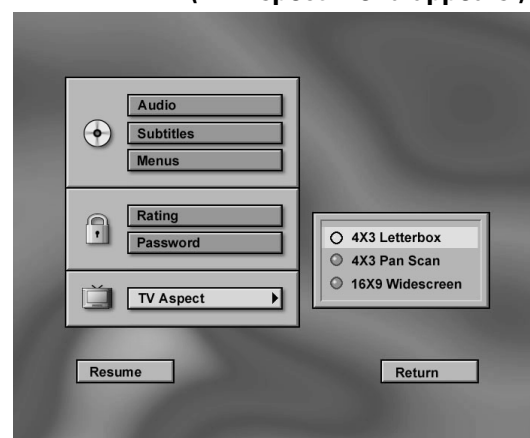 Audio
Subtitles
Menus
Rating
Password
TV Aspect
4X3 Letterbox
4X3 Pan Scan
16X9 Widescreen
Resume
Return